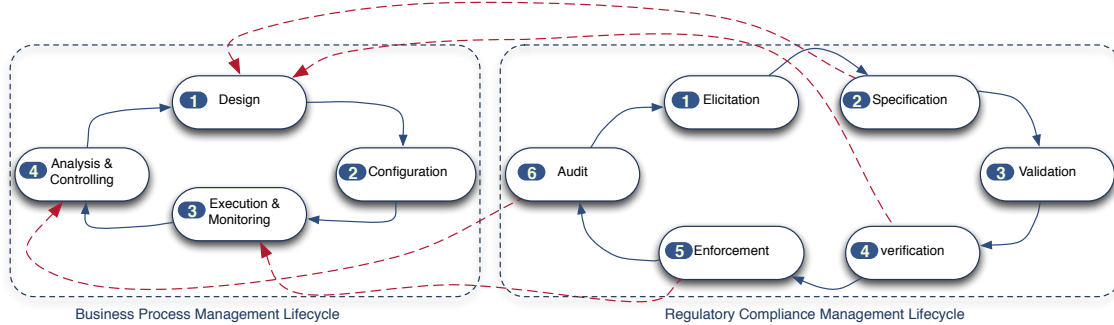 1 Design
2 Configuration
3 Execution &
Monitoring
4 Analysis &
Controlling
Business Process Management Lifecycle
1 Elicitation
2 Specification
3 Validation
4 verification
5 Enforcement
6 Audit
Regulatory Compliance Management Lifecycle